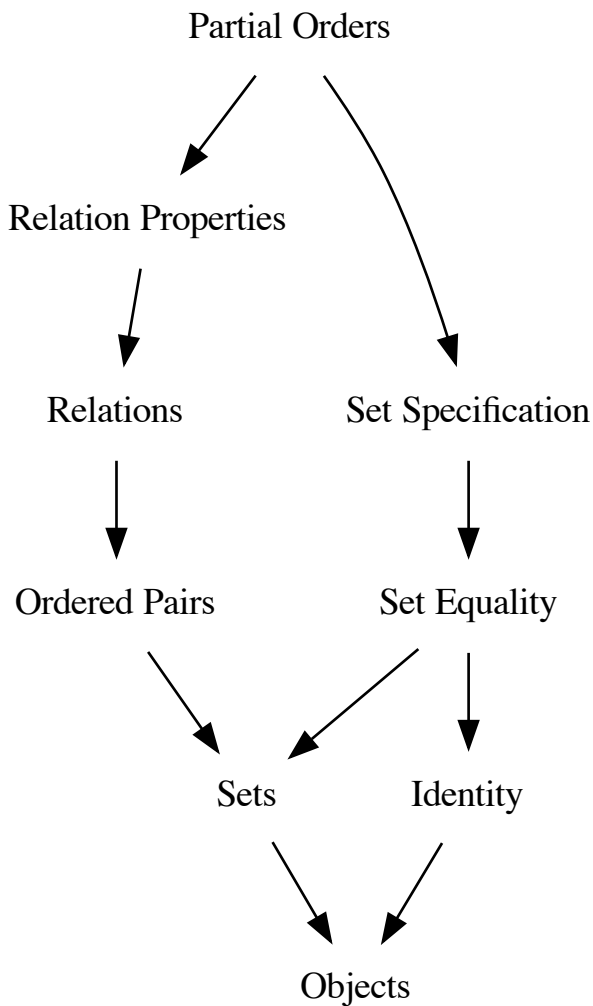 Partial Orders
Relation Properties
Relations
Set Specification
Ordered Pairs
Set Equality
Sets
Identity
Objects